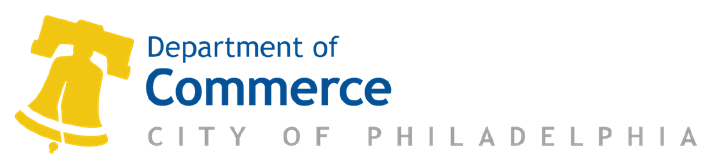 Department of
Commerce
CITY OF PHILADELPHIA